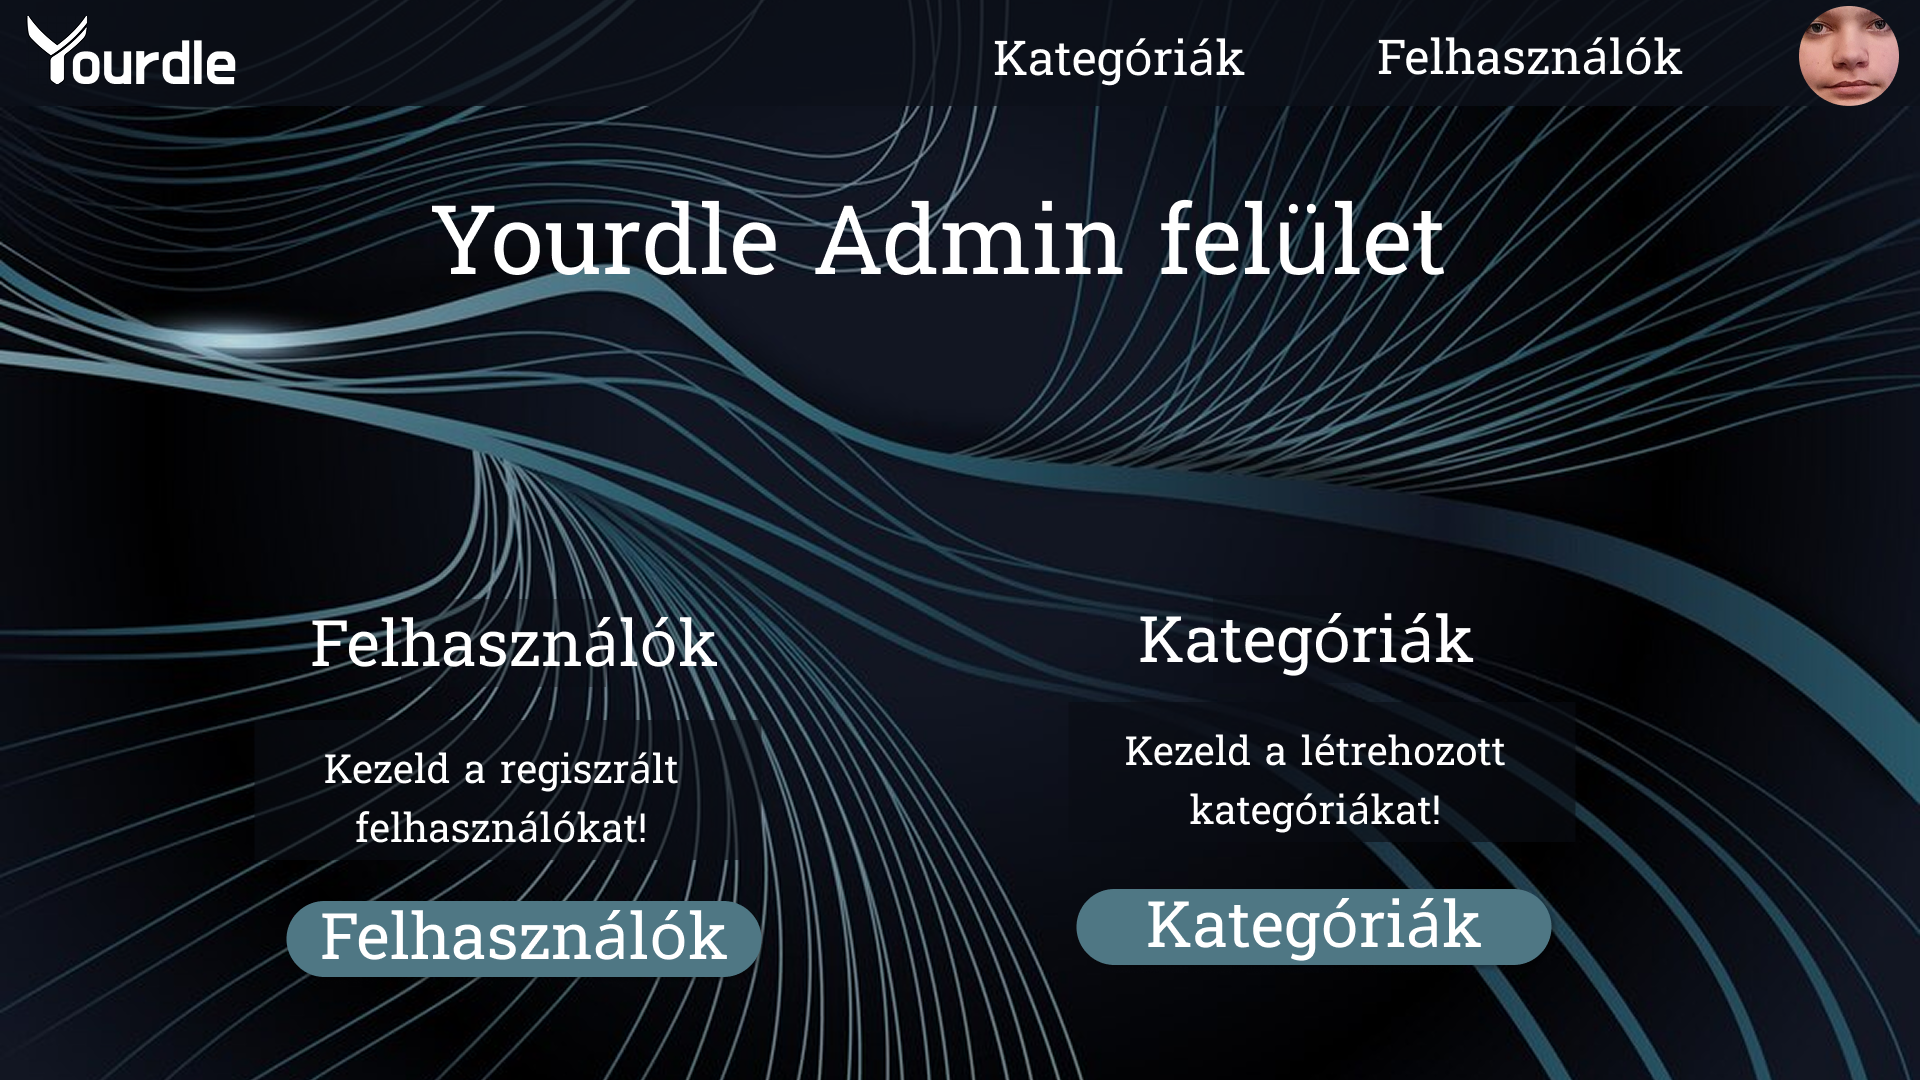 Yourdle
Kategóriák
Felhasználók
Yourdle Admin felület
Felhasználók
Kezeld a regiszrált
felhasználókat!
Felhasználók
Kategóriák
Kezeld a létrehozott
kategóriákat!
Kategóriák